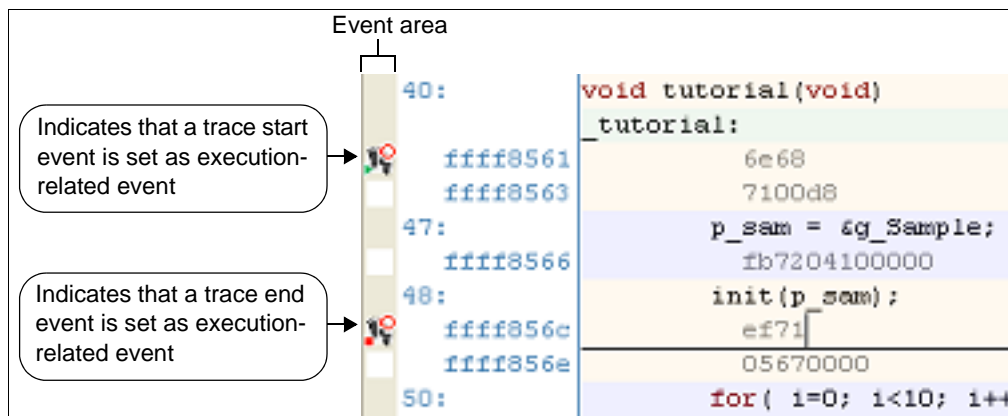 Event area
40: void tutorial(void)
_tutorial:
Indicates that a trace start
event is set as execution-
related event
ffff8561 6e68
ffff8563 7100d8
47: p_sam = &g_Sample;
ffff8566 fb7204100000
Indicates that a trace end
event is set as execution-
related event
48: init(p_sam);
ffff856c ef71
ffff856e 05670000
50: for( i=0; i<10; i++